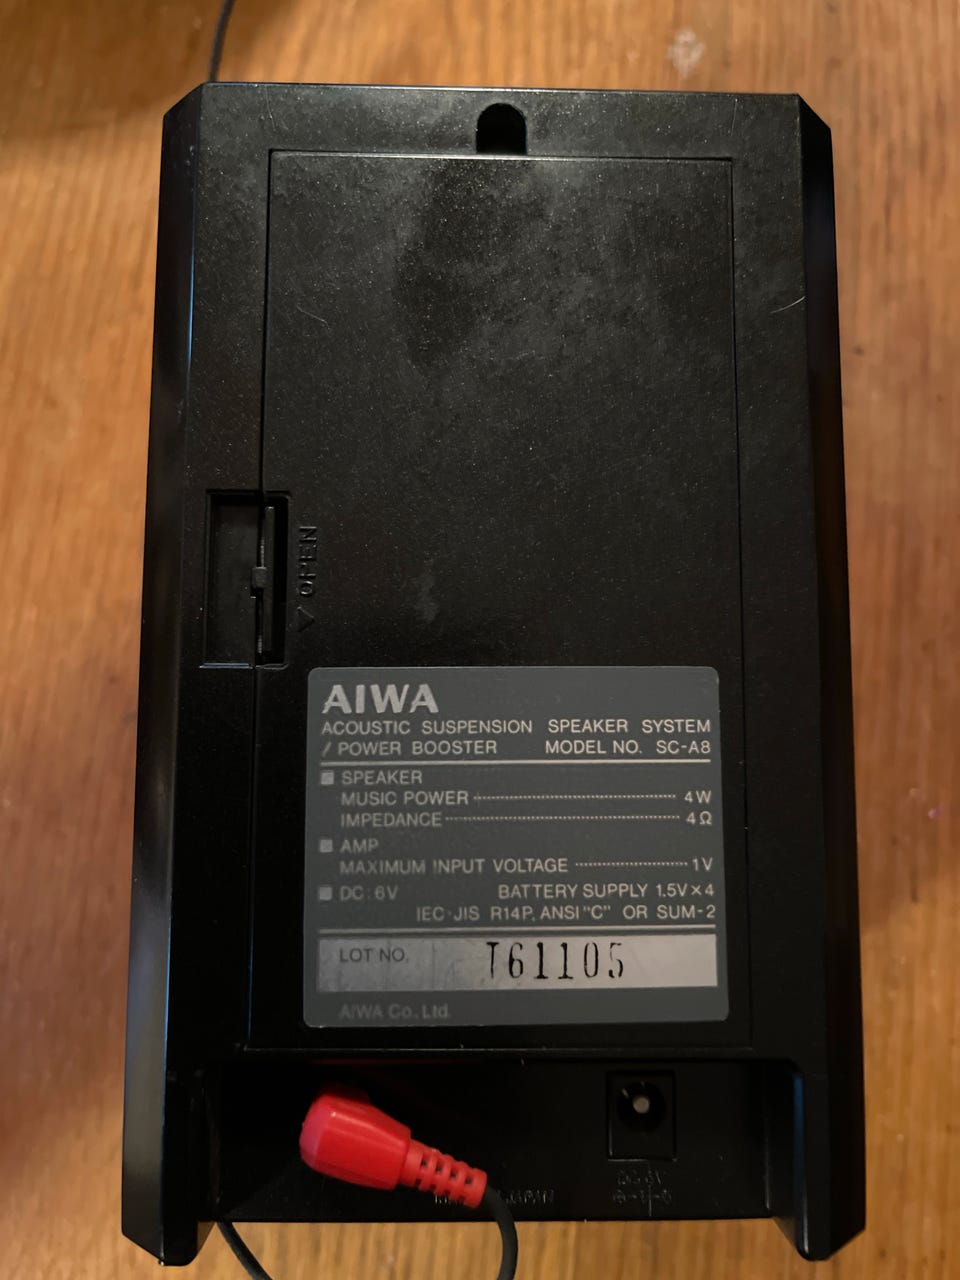 OPEN
AIWA
ACOUSTIC SUSPENSION SPEAKER SYSTEM
/ POWER BOOSTER MODEL NO. SC-A8
SPEAKER
MUSIC POWER 4W
IMPEDANCE 4Ω
AMP
MAXIMUM INPUT VOLTAGE 1V
DC: 6V BATTERY SUPPLY 1.5V×4
IEC·JIS R14P, ANSI "C" OR SUM-2
LOT NO. T61105
AIWA Co., Ltd.
JAPAN